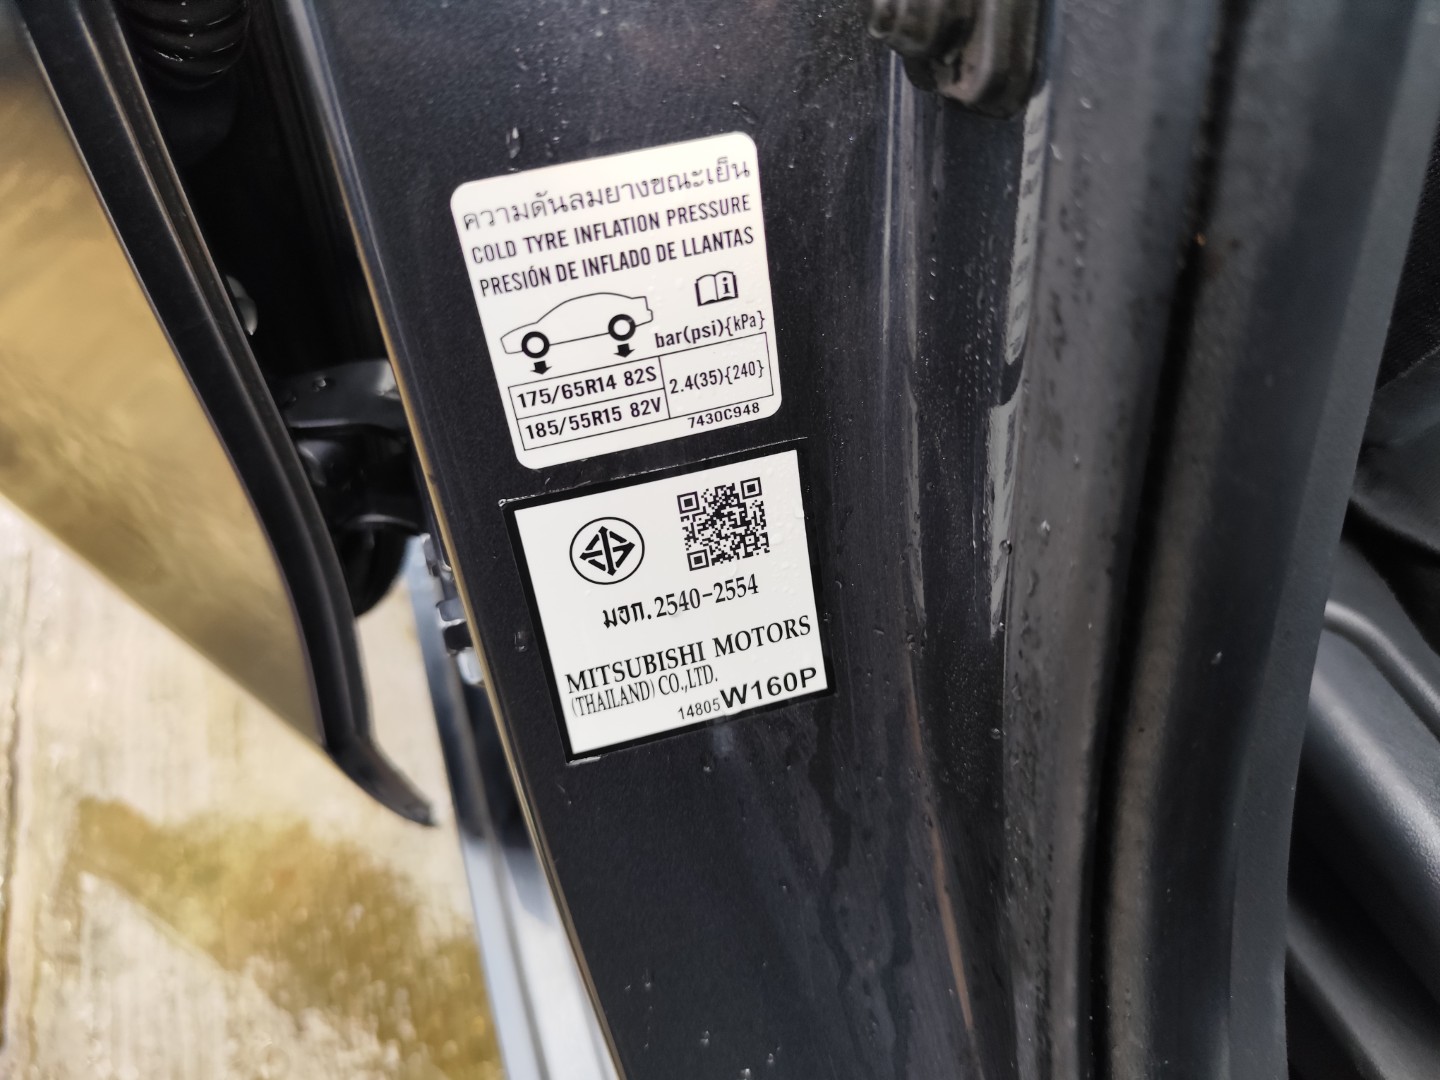 ความดันลมยางขณะเย็น
COLD TYRE INFLATION PRESSURE
PRESIÓN DE INFLADO DE LLANTAS
i
bar(psi){kPa}
175/65R14 82S
2.4(35){240}
185/55R15 82V
7430C948
มอก. 2540-2554
MITSUBISHI MOTORS
(THAILAND) CO.,LTD.
14805 W160P